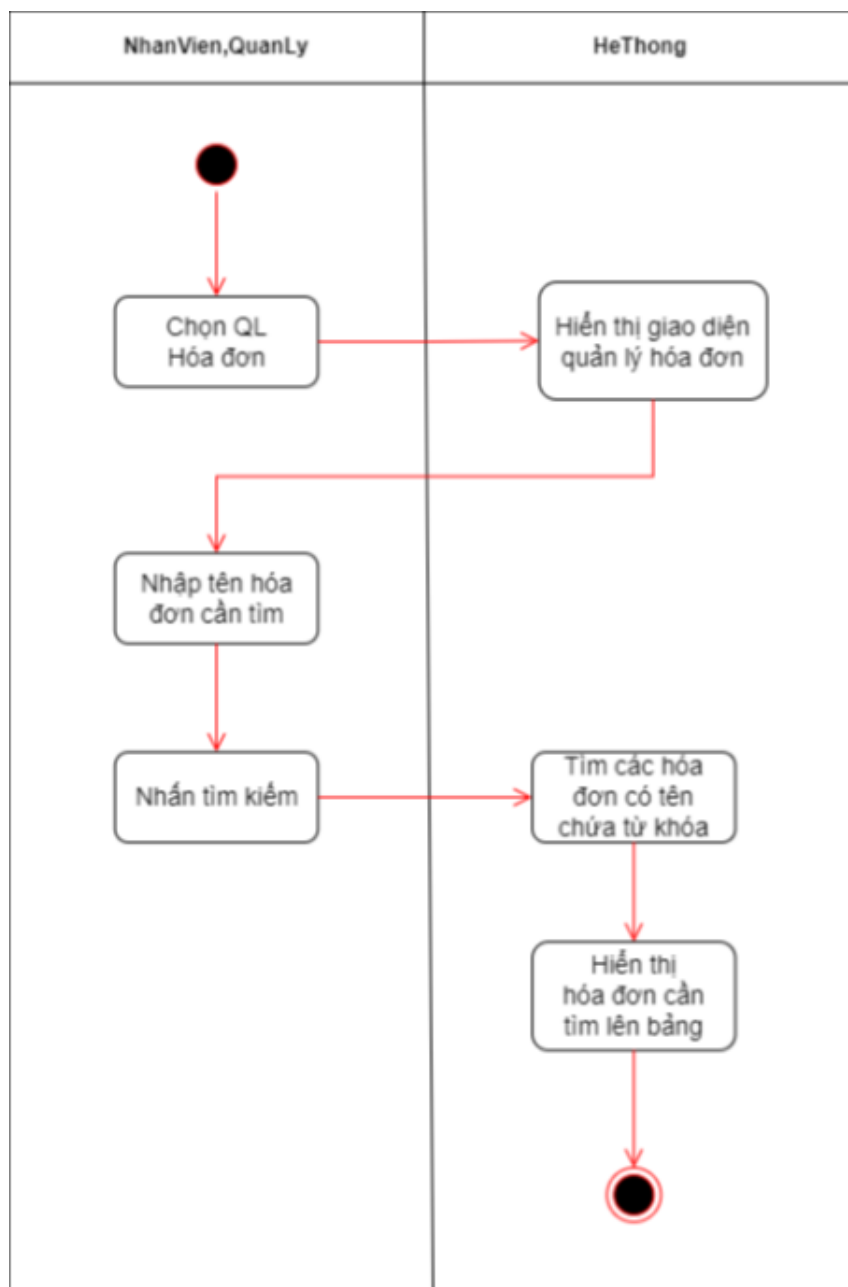 NhanVien,QuanLy
HeThong
Chọn QL
Hóa đơn
Hiển thị giao diện
quản lý hóa đơn
Nhập tên hóa
đơn cần tìm
Nhấn tìm kiếm
Tìm các hóa
đơn có tên
chứa từ khóa
Hiển thị
hóa đơn cần
tìm lên bảng